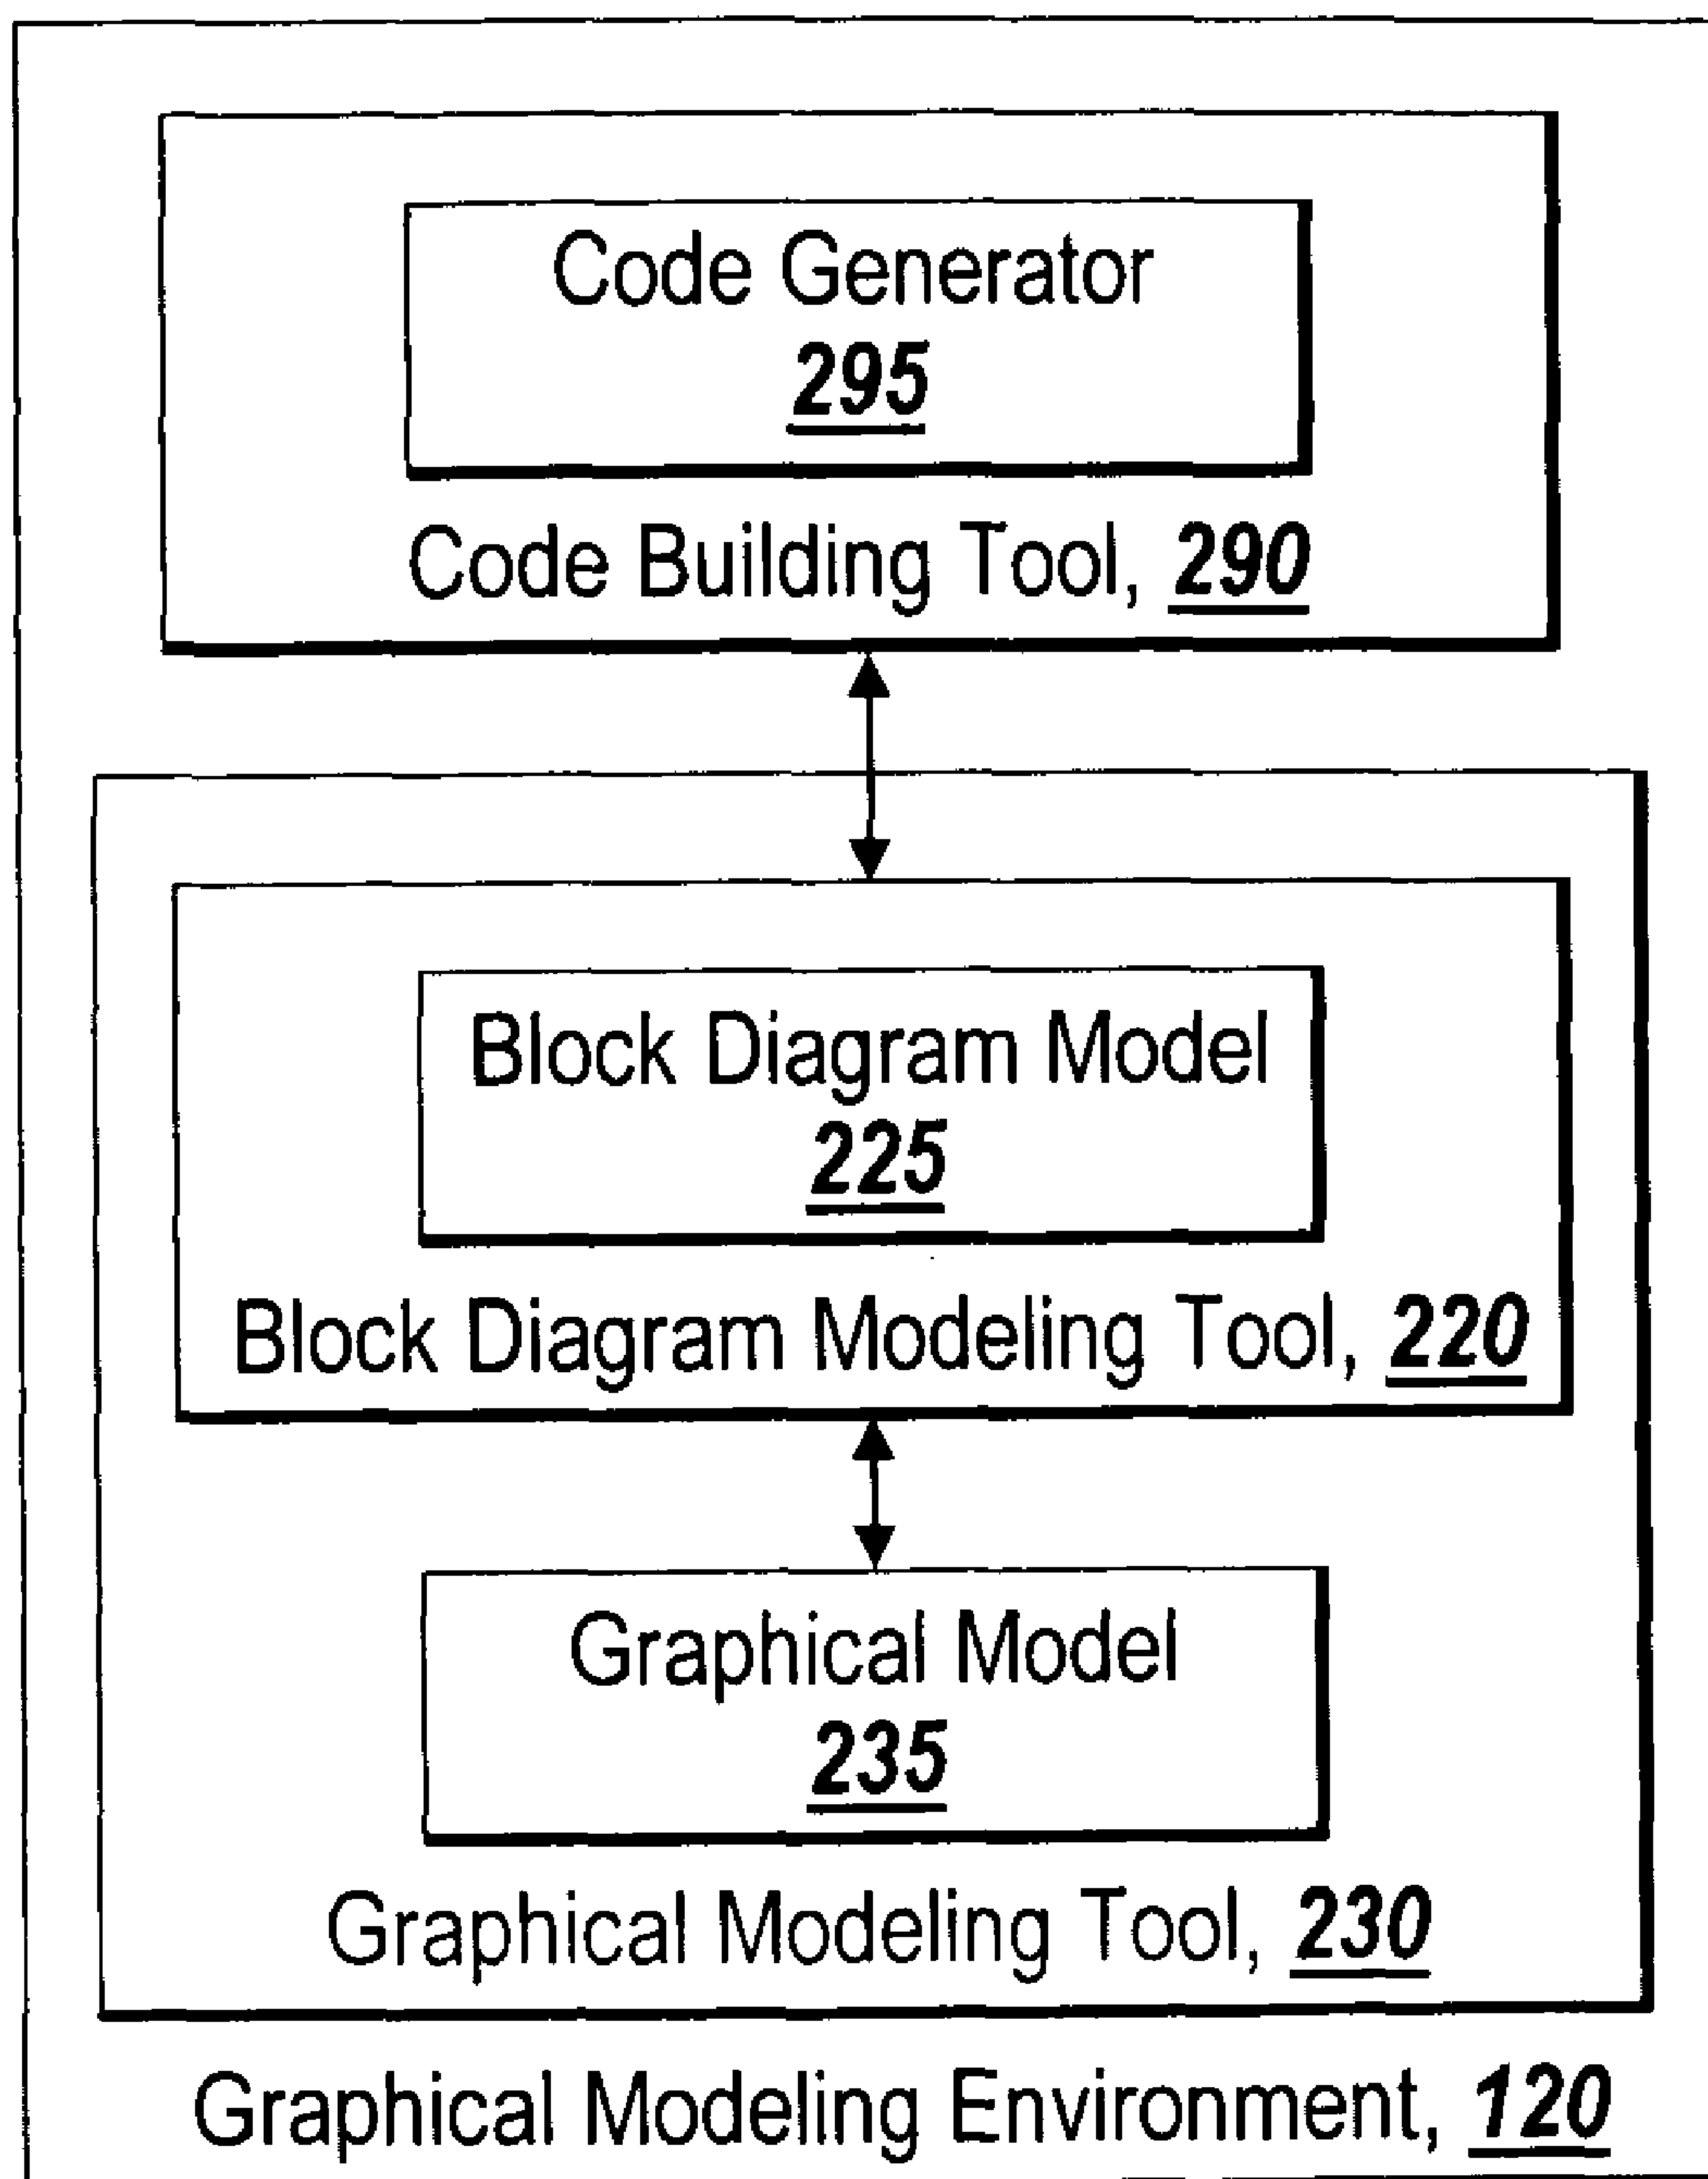 Code Generator
295
Code Building Tool, 290
Block Diagram Model
225
Block Diagram Modeling Tool, 220
Graphical Model
235
Graphical Modeling Tool, 230
Graphical Modeling Environment, 120